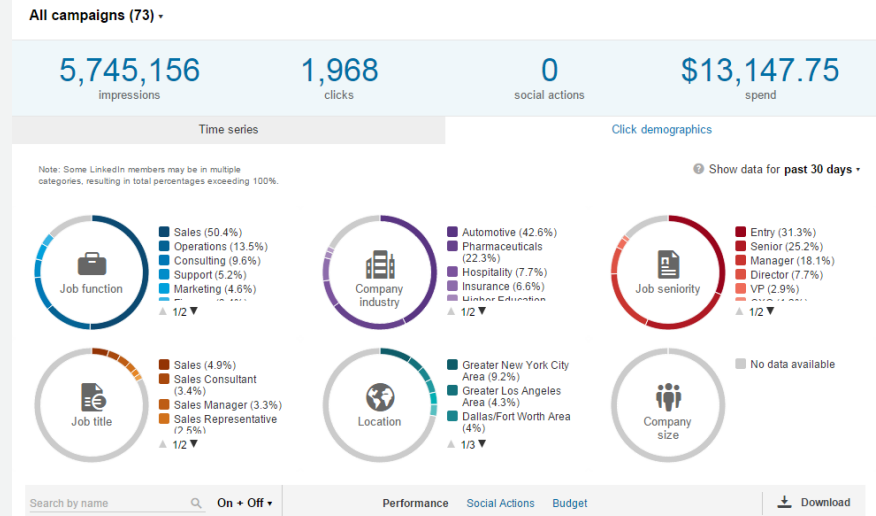 All campaigns (73)
5,745,156
impressions
1,968
clicks
0
social actions
$13,147.75
spend
Time series
Click demographics
Note: Some LinkedIn members may be in multiple
categories, resulting in total percentages exceeding 100%.
? Show data for past 30 days
Job function
Sales (50.4%)
Operations (13.5%)
Consulting (9.6%)
Support (5.2%)
Marketing (4.6%)
1/2
Company
industry
Automotive (42.6%)
Pharmaceuticals
(22.3%)
Hospitality (7.7%)
Insurance (6.6%)
Higher Education
1/2
Job seniority
Entry (31.3%)
Senior (25.2%)
Manager (18.1%)
Director (7.7%)
VP (2.9%)
1/2
Job title
Sales (4.9%)
Sales Consultant
(3.4%)
Sales Manager (3.3%)
Sales Representative
(2.5%)
1/2
Location
Greater New York City
Area (9.2%)
Greater Los Angeles
Area (4.3%)
Dallas/Fort Worth Area
(4%)
1/3
Company
size
No data available
Search by name
On + Off
Performance
Social Actions
Budget
Download